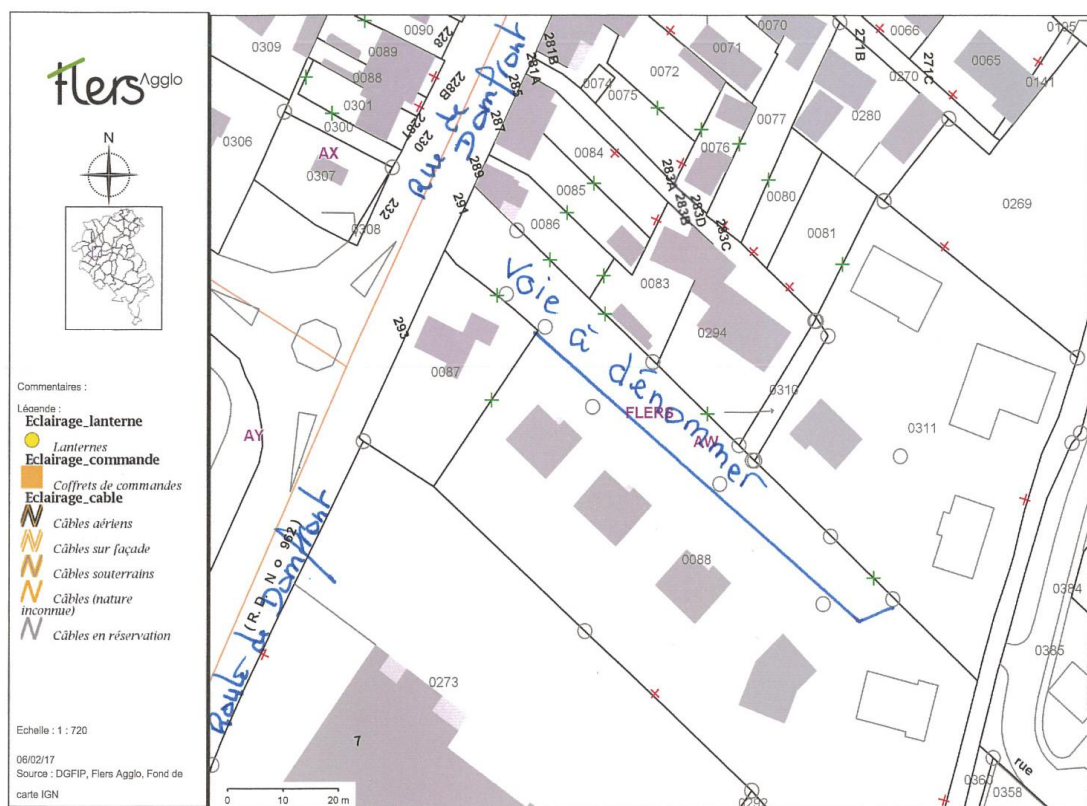 flers Agglo
N
Commentaires :
Légende :
Eclairage_lanterne
Lanternes
Eclairage_commande
Coffrets de commandes
Eclairage_cable
Câbles aériens
Câbles sur façade
Câbles souterrains
Câbles (nature
inconnue)
Câbles en réservation
Echelle : 1 : 720
06/02/17
Source : DGFIP, Flers Agglo, Fond de
carte IGN
0309
0089
0090
228
0088
228B
0301
0300
0306
AX
0307
230
232
0308
Rue de
Domfront
281B
281A
285
287
289
291
293
0074
0075
0072
0071
0070
0084
0085
0086
0076
0077
0080
0081
283A
283B
283D
283C
0083
0294
0310
271B
0066
0270
271C
0065
0141
0280
0269
0311
0087
AY
voie à dénommer
FLERS
AW
0088
Route de Domfront
(R. D. N° 962)
0273
7
0384
0385
rue
0360
0358
0 10 20 m